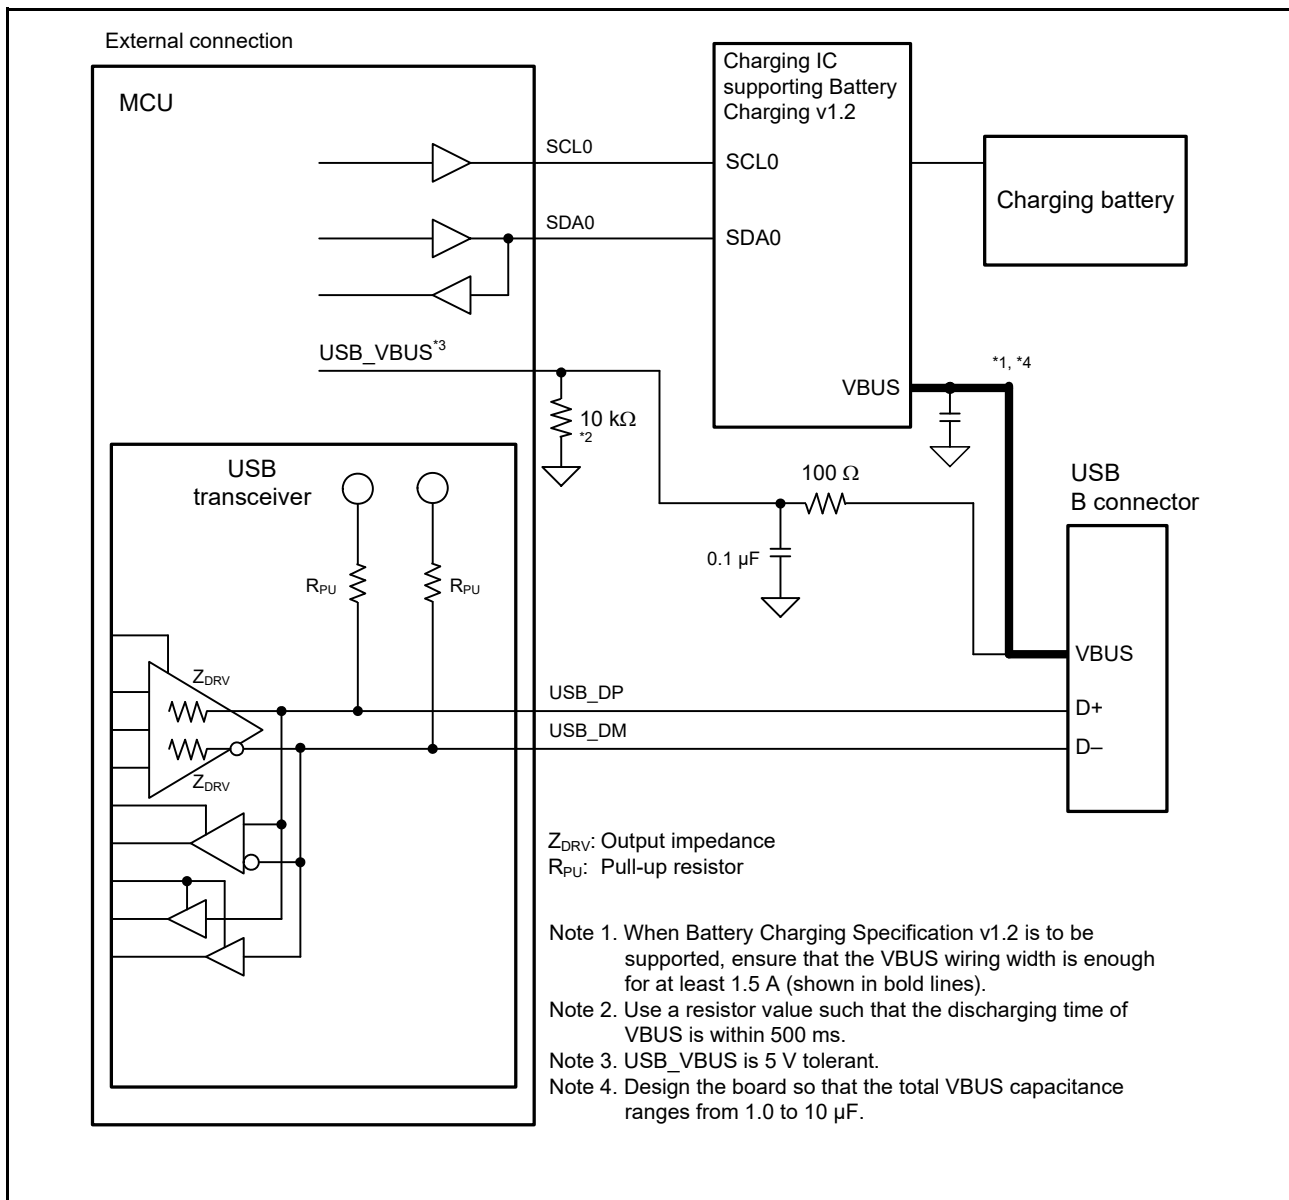 External connection
MCU
Charging IC
supporting Battery
Charging v1.2
SCL0
SCL0
Charging battery
SDA0
SDA0
USB_VBUS*3
*1, *4
VBUS
10 kΩ
*2
USB
transceiver
100 Ω
USB
B connector
0.1 µF
RPU
RPU
VBUS
ZDRV
USB_DP
D+
USB_DM
D–
ZDRV
ZDRV: Output impedance
RPU: Pull-up resistor
Note 1. When Battery Charging Specification v1.2 is to be
supported, ensure that the VBUS wiring width is enough
for at least 1.5 A (shown in bold lines).
Note 2. Use a resistor value such that the discharging time of
VBUS is within 500 ms.
Note 3. USB_VBUS is 5 V tolerant.
Note 4. Design the board so that the total VBUS capacitance
ranges from 1.0 to 10 µF.